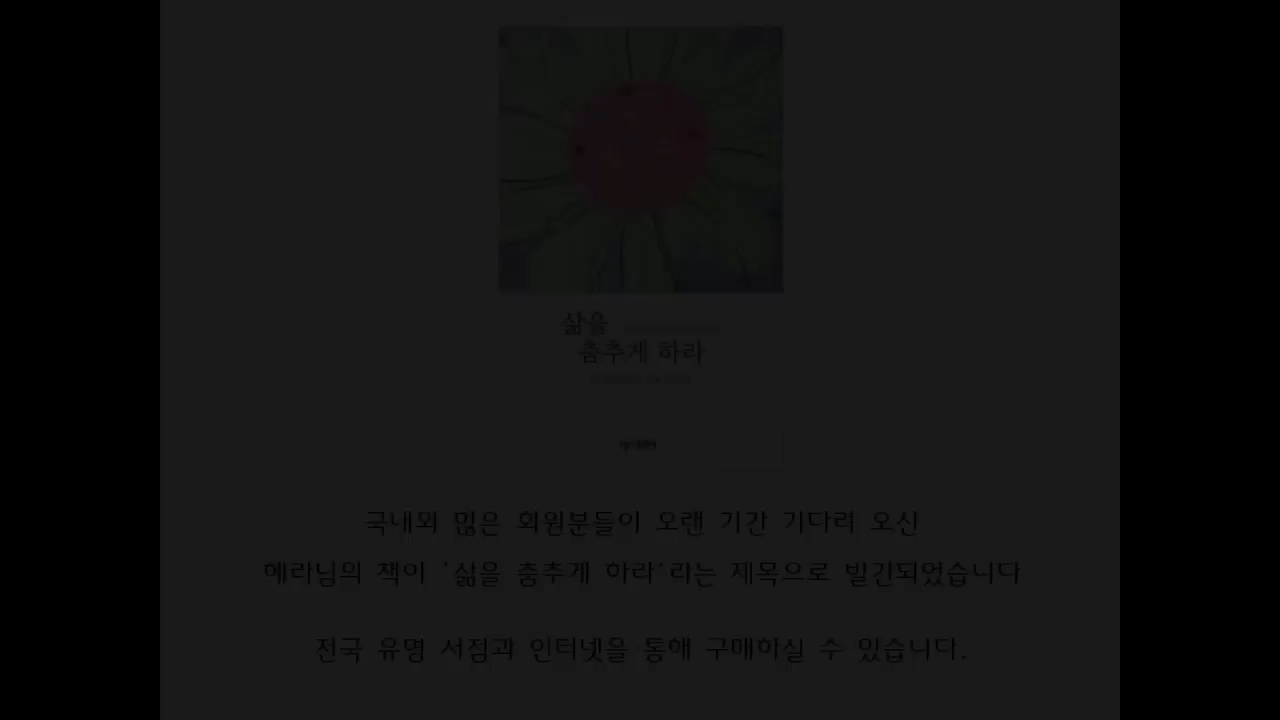 삶을
춤추게 하라
국내외 많은 회원분들이 오랜 기간 기다려 오신
헤라님의 책이 '삶을 춤추게 하라'라는 제목으로 발간되었습니다
전국 유명 서점과 인터넷을 통해 구매하실 수 있습니다.